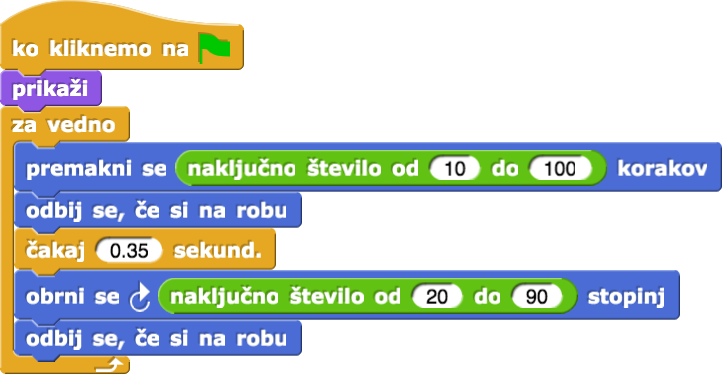 ko kliknemo na
prikaži
za vedno
premakni se naključno število od 10 do 100 korakov
odbij se, če si na robu
čakaj 0.35 sekund.
obrni se naključno število od 20 do 90 stopinj
odbij se, če si na robu